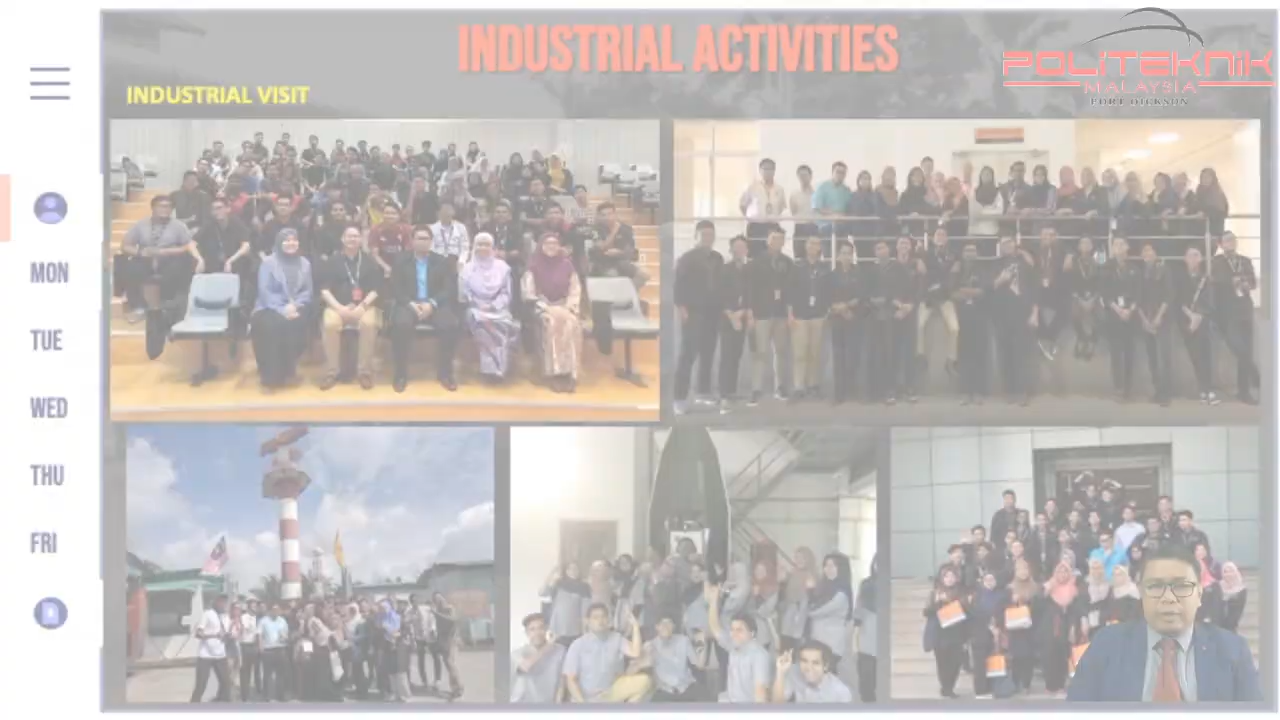 INDUSTRIAL ACTIVITIES
POLITEKNIK
MALAYSIA
PORT DICKSON
INDUSTRIAL VISIT
MON
TUE
WED
THU
FRI